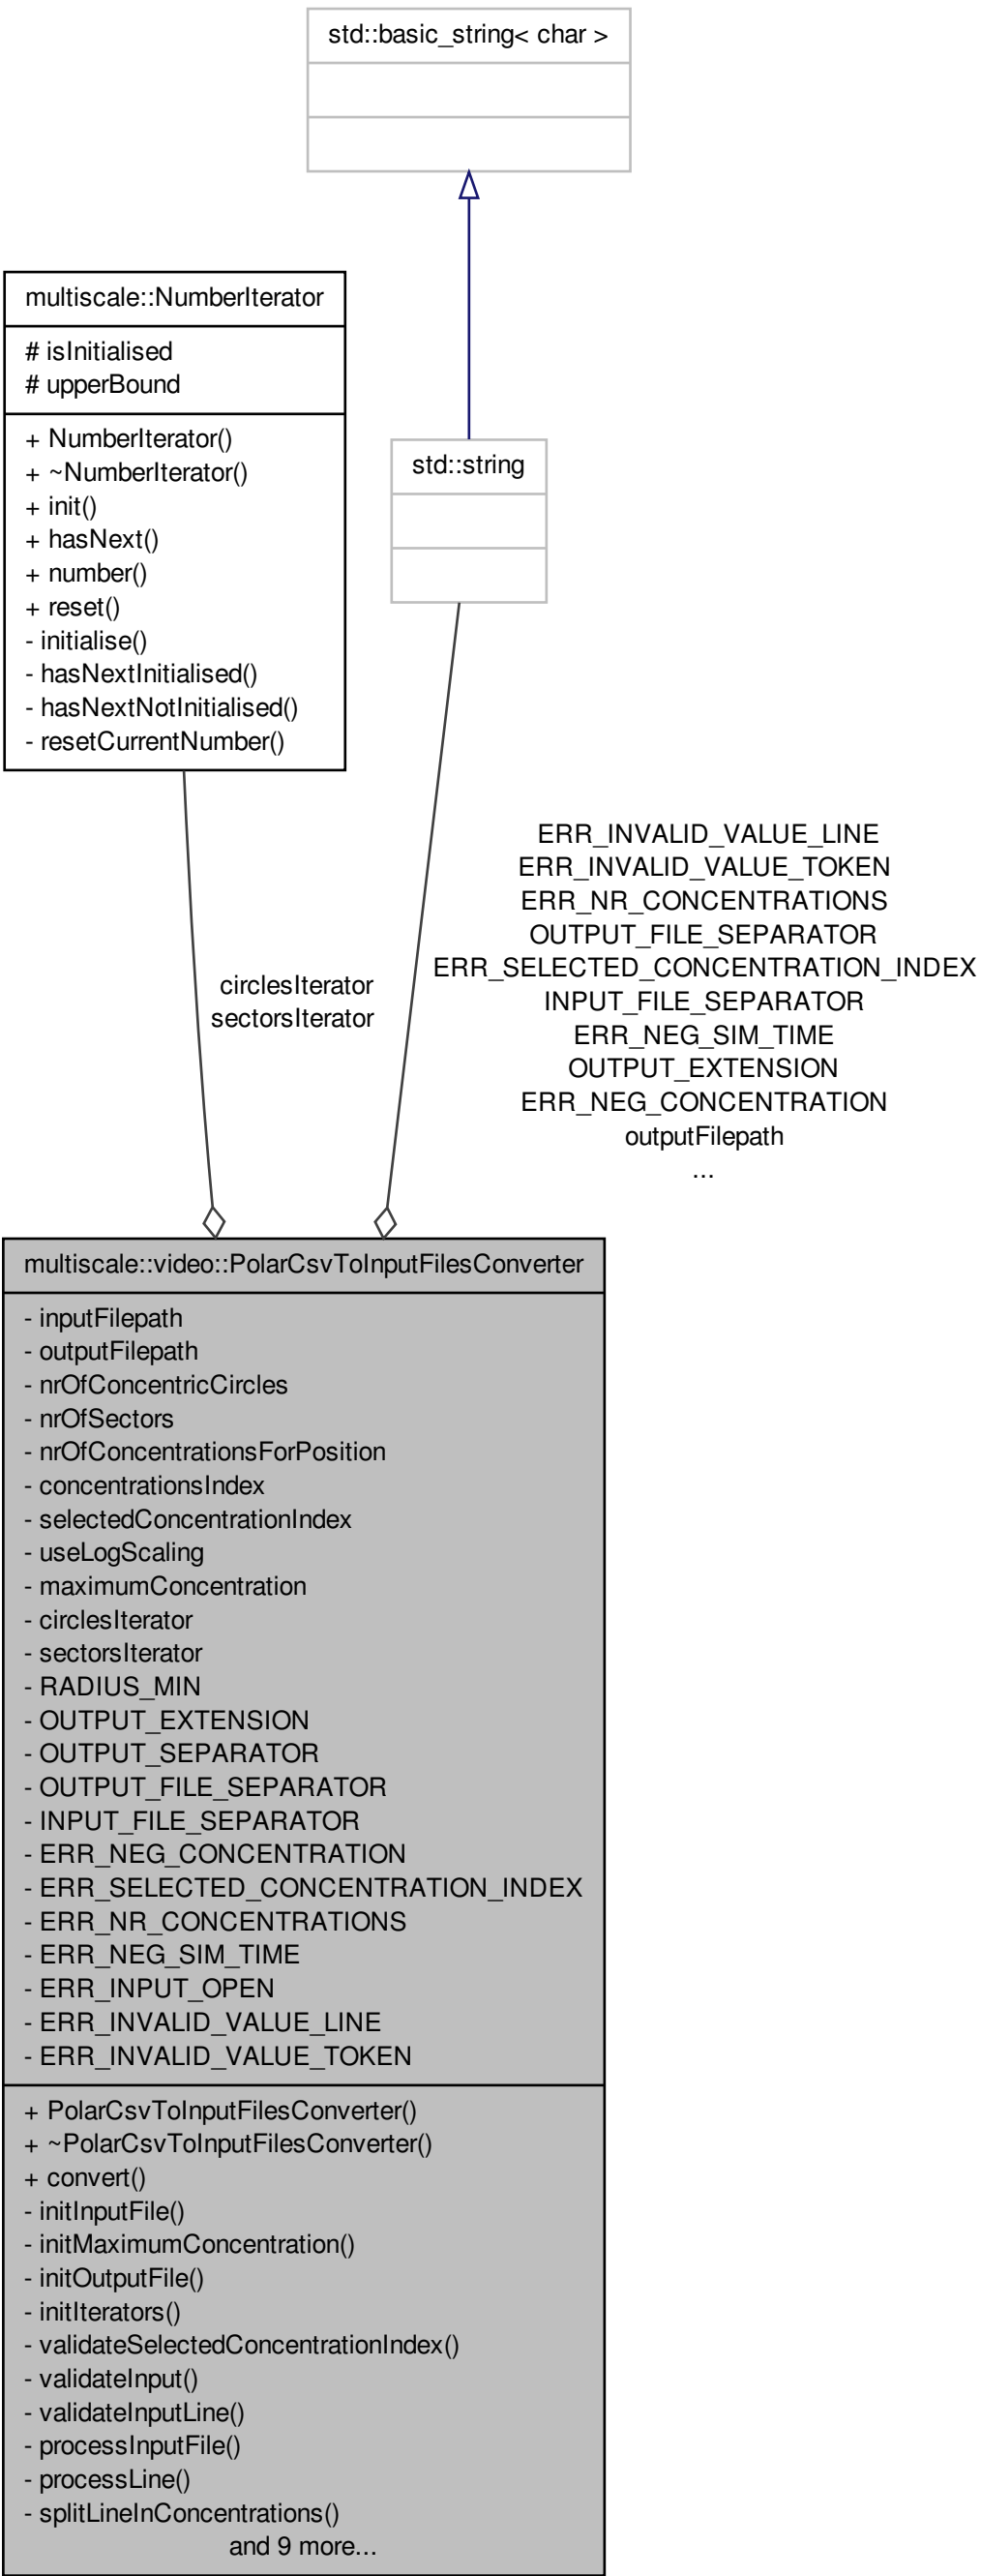 std::basic_string< char >
multiscale::NumberIterator
# isInitialised
# upperBound
+ NumberIterator()
+ ~NumberIterator()
+ init()
+ hasNext()
+ number()
+ reset()
- initialise()
- hasNextInitialised()
- hasNextNotInitialised()
- resetCurrentNumber()
std::string
circlesIterator
sectorsIterator
ERR_INVALID_VALUE_LINE
ERR_INVALID_VALUE_TOKEN
ERR_NR_CONCENTRATIONS
OUTPUT_FILE_SEPARATOR
ERR_SELECTED_CONCENTRATION_INDEX
INPUT_FILE_SEPARATOR
ERR_NEG_SIM_TIME
OUTPUT_EXTENSION
ERR_NEG_CONCENTRATION
outputFilepath
...
multiscale::video::PolarCsvToInputFilesConverter
- inputFilepath
- outputFilepath
- nrOfConcentricCircles
- nrOfSectors
- nrOfConcentrationsForPosition
- concentrationsIndex
- selectedConcentrationIndex
- useLogScaling
- maximumConcentration
- circlesIterator
- sectorsIterator
- RADIUS_MIN
- OUTPUT_EXTENSION
- OUTPUT_SEPARATOR
- OUTPUT_FILE_SEPARATOR
- INPUT_FILE_SEPARATOR
- ERR_NEG_CONCENTRATION
- ERR_SELECTED_CONCENTRATION_INDEX
- ERR_NR_CONCENTRATIONS
- ERR_NEG_SIM_TIME
- ERR_INPUT_OPEN
- ERR_INVALID_VALUE_LINE
- ERR_INVALID_VALUE_TOKEN
+ PolarCsvToInputFilesConverter()
+ ~PolarCsvToInputFilesConverter()
+ convert()
- initInputFile()
- initMaximumConcentration()
- initOutputFile()
- initIterators()
- validateSelectedConcentrationIndex()
- validateInput()
- validateInputLine()
- processInputFile()
- processLine()
- splitLineInConcentrations()
and 9 more...